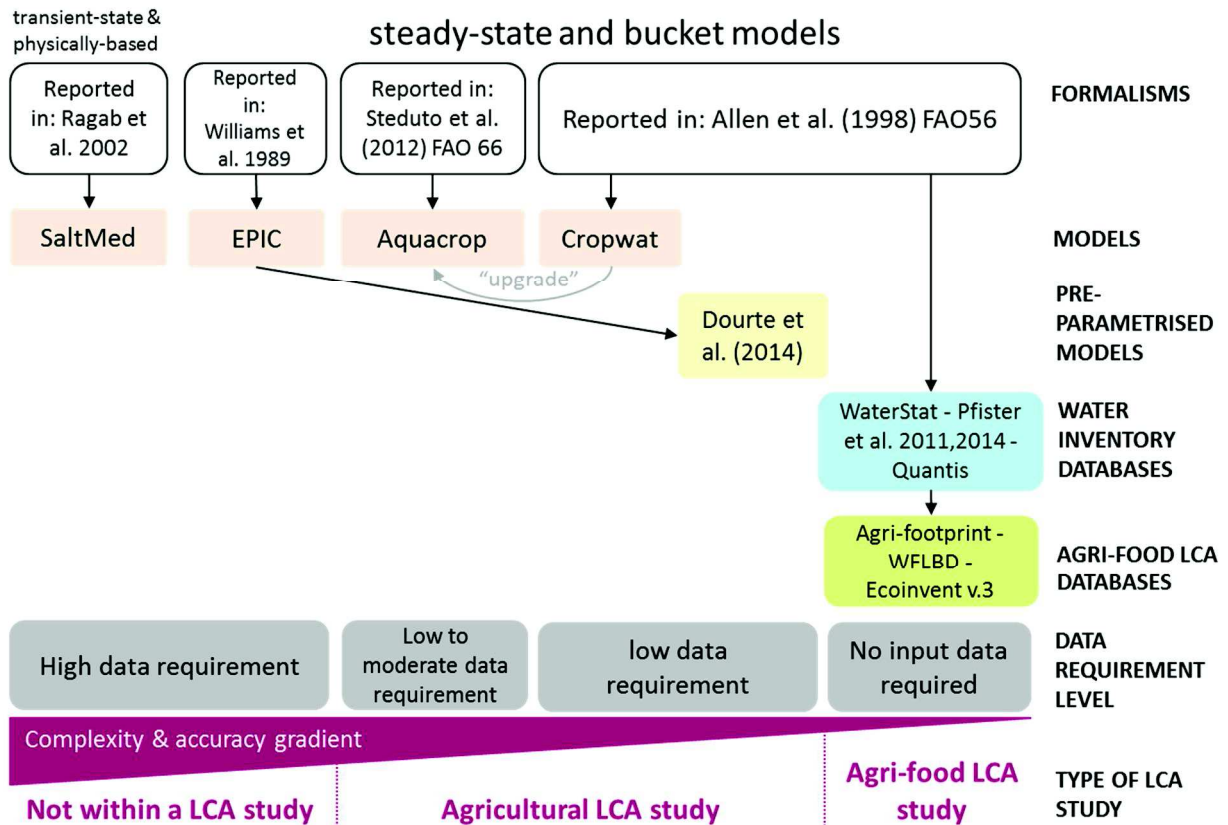 transient-state &
physically-based
steady-state and bucket models
Reported
in: Ragab et
al. 2002
Reported
in:
Williams et
al. 1989
Reported in:
Steduto et al.
(2012) FAO 66
Reported in: Allen et al. (1998) FAO56
FORMALISMS
SaltMed
EPIC
Aquacrop
Cropwat
MODELS
“upgrade”
Dourte et
al. (2014)
PRE-
PARAMETRISED
MODELS
WaterStat - Pfister
et al. 2011,2014 -
Quantis
WATER
INVENTORY
DATABASES
Agri-footprint -
WFLBD -
Ecoinvent v.3
AGRI-FOOD LCA
DATABASES
High data requirement
Low to
moderate data
requirement
low data
requirement
No input data
required
DATA
REQUIREMENT
LEVEL
Complexity & accuracy gradient
Not within a LCA study
Agricultural LCA study
Agri-food LCA
study
TYPE OF LCA
STUDY